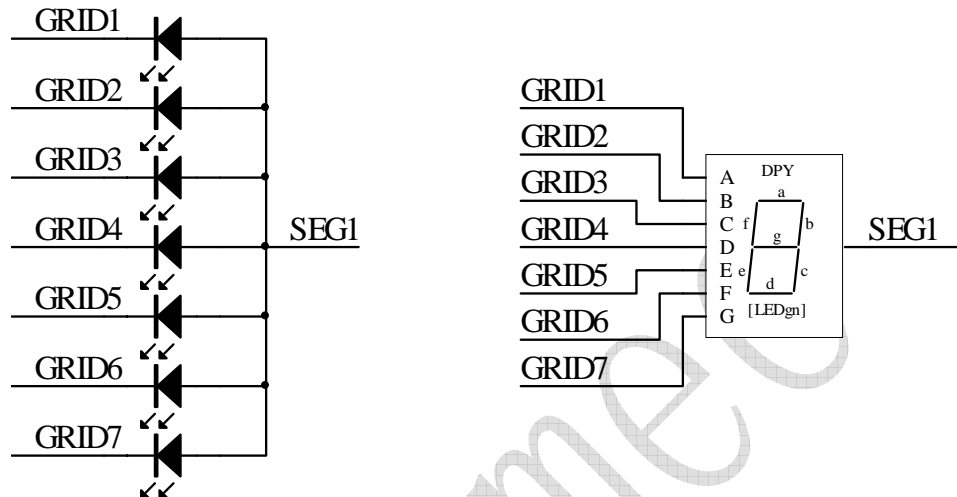 GRID1
GRID2
GRID3
GRID4
GRID5
GRID6
GRID7
SEG1
GRID1
GRID2
GRID3
GRID4
GRID5
GRID6
GRID7
A
B
C
D
E
F
G
DPY
a
f b
g
e c
d
[LEDgn]
SEG1